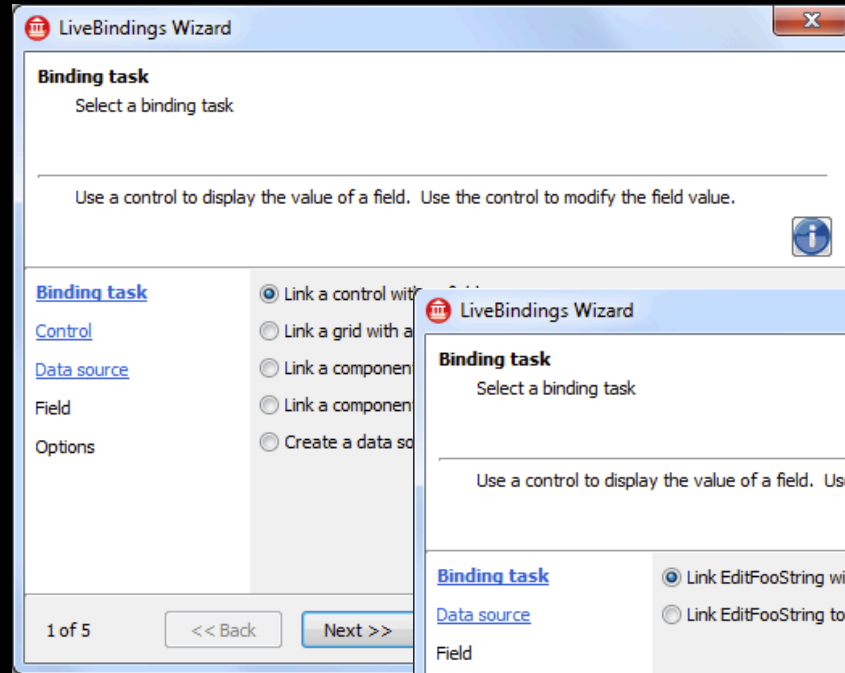 LiveBindings Wizard
Binding task
Select a binding task
Use a control to display the value of a field. Use the control to modify the field value.
Binding task
Control
Data source
Field
Options
Link a control with
Link a grid with a
Link a component
Link a component
Create a data so
1 of 5
<< Back
Next >>
LiveBindings Wizard
Binding task
Select a binding task
Use a control to display the value of a field. Use
Binding task
Data source
Field
Link EditFooString wi
Link EditFooString to